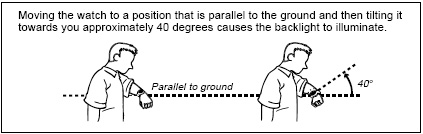 Moving the watch to a position that is parallel to the ground and then tilting it
towards you approximately 40 degrees causes the backlight to illuminate.
Parallel to ground
40°